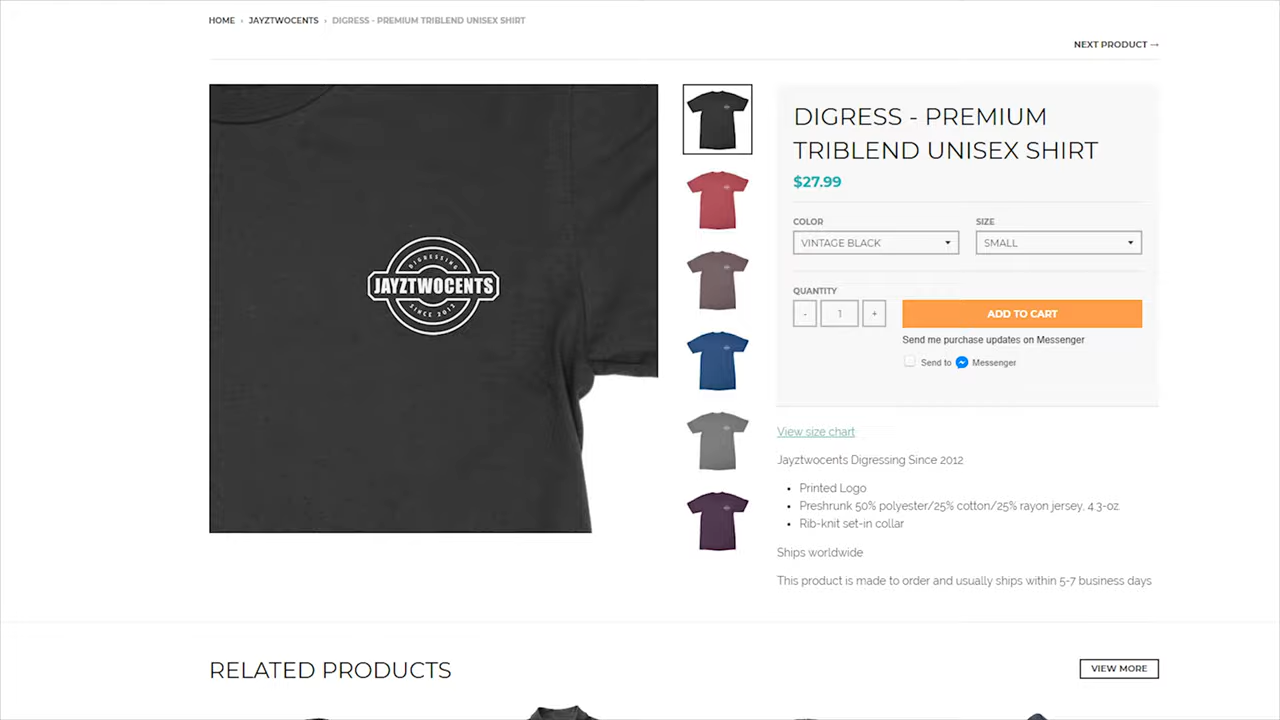 HOME › JAYZTWOCENTS › DIGRESS - PREMIUM TRIBLEND UNISEX SHIRT
NEXT PRODUCT →
DIGRESSING
JAYZTWOCENTS
SINCE 2012
DIGRESS - PREMIUM
TRIBLEND UNISEX SHIRT
$27.99
COLOR SIZE
VINTAGE BLACK SMALL
QUANTITY
- 1 + ADD TO CART
Send me purchase updates on Messenger
Send to Messenger
View size chart
Jayztwocents Digressing Since 2012
• Printed Logo
• Preshrunk 50% polyester/25% cotton/25% rayon jersey, 4.3-oz
• Rib-knit set-in collar
Ships worldwide
This product is made to order and usually ships within 5-7 business days
RELATED PRODUCTS
VIEW MORE